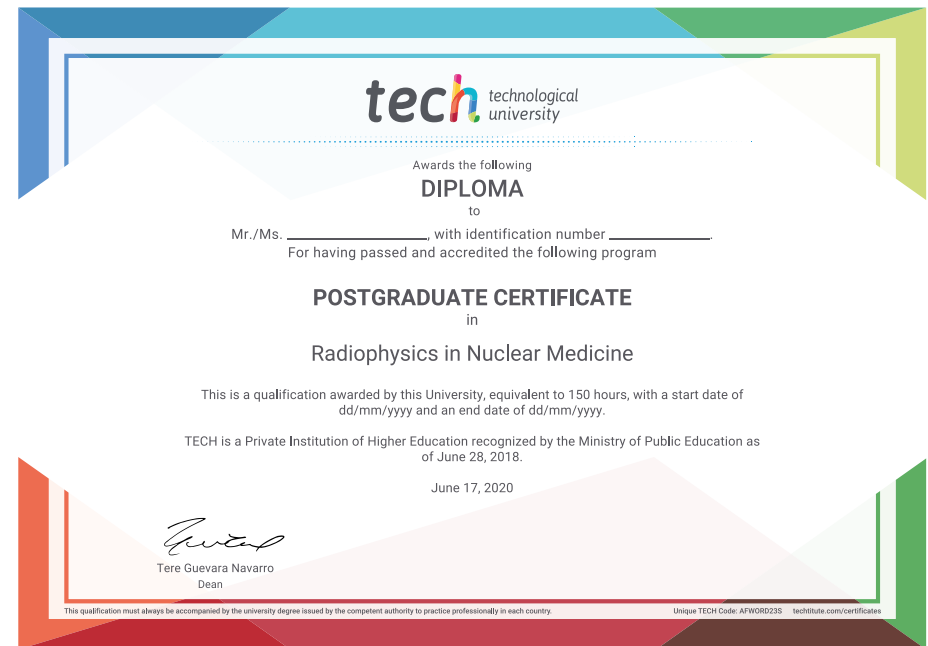 tech technological
university
Awards the following
DIPLOMA
to
Mr./Ms. ____________________, with identification number ______________.
For having passed and accredited the following program
POSTGRADUATE CERTIFICATE
in
Radiophysics in Nuclear Medicine
This is a qualification awarded by this University, equivalent to 150 hours, with a start date of
dd/mm/yyyy and an end date of dd/mm/yyyy.
TECH is a Private Institution of Higher Education recognized by the Ministry of Public Education as
of June 28, 2018.
June 17, 2020
Tere Guevara Navarro
Dean
This qualification must always be accompanied by the university degree issued by the competent authority to practice professionally in each country.
Unique TECH Code: AFWORD23S techtitute.com/certificates